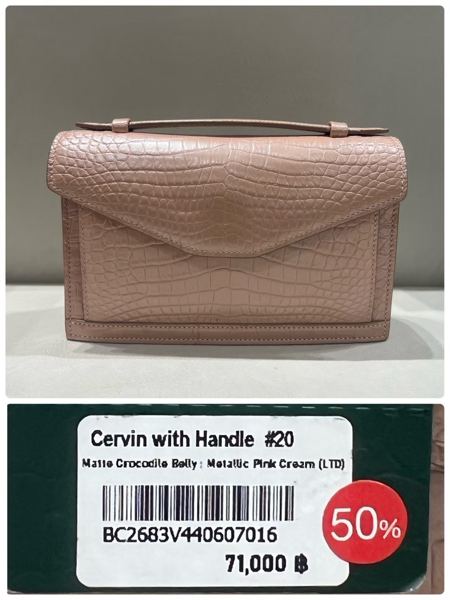 Cervin with Handle #20
Matte Crocodile Belly : Metallic Pink Cream (LTD)
BC2683V440607016
50%
71,000 ฿